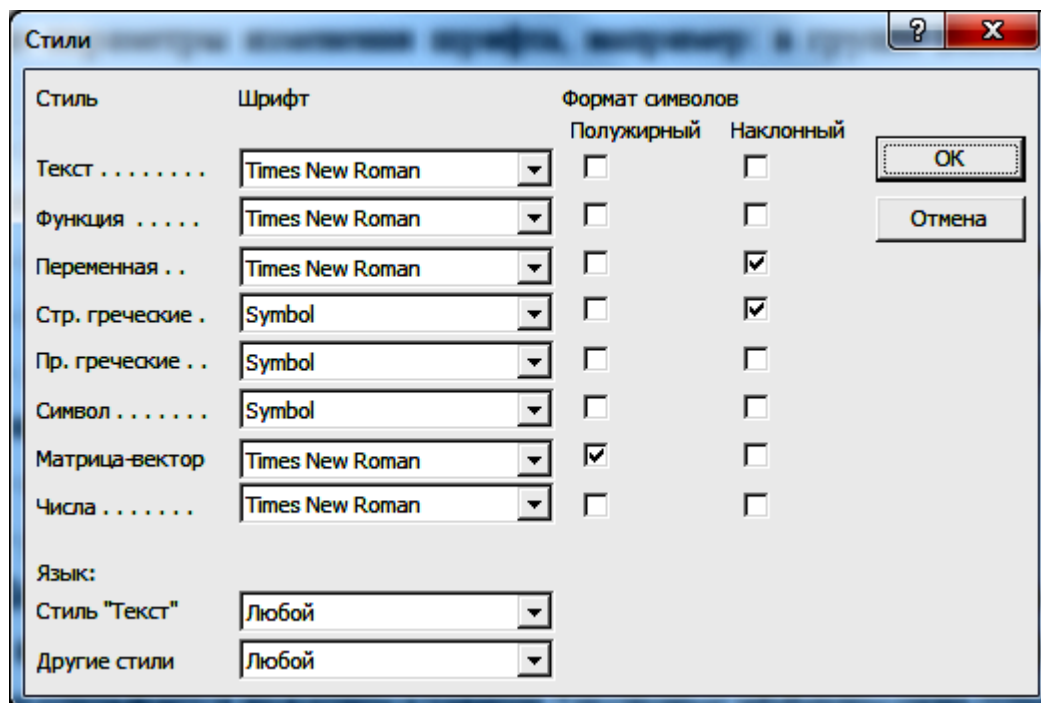 Стили
Стиль Шрифт Формат символов
Полужирный Наклонный
Текст . . . . . . . . Times New Roman OK
Функция . . . . . Times New Roman Отмена
Переменная . . Times New Roman
Стр. греческие . Symbol
Пр. греческие . . Symbol
Символ . . . . . . . Symbol
Матрица-вектор Times New Roman
Числа . . . . . . . Times New Roman
Язык:
Стиль "Текст" Любой
Другие стили Любой